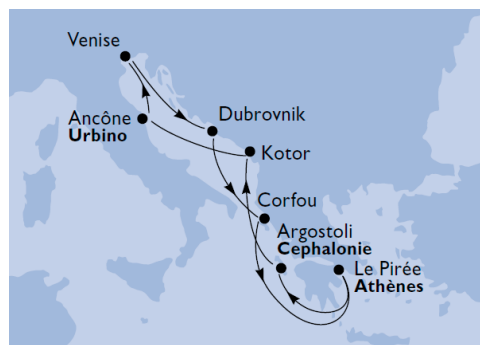 Venise
Dubrovnik
Ancône
Urbino
Kotor
Corfou
Argostoli
Cephalonie
Le Pirée
Athènes